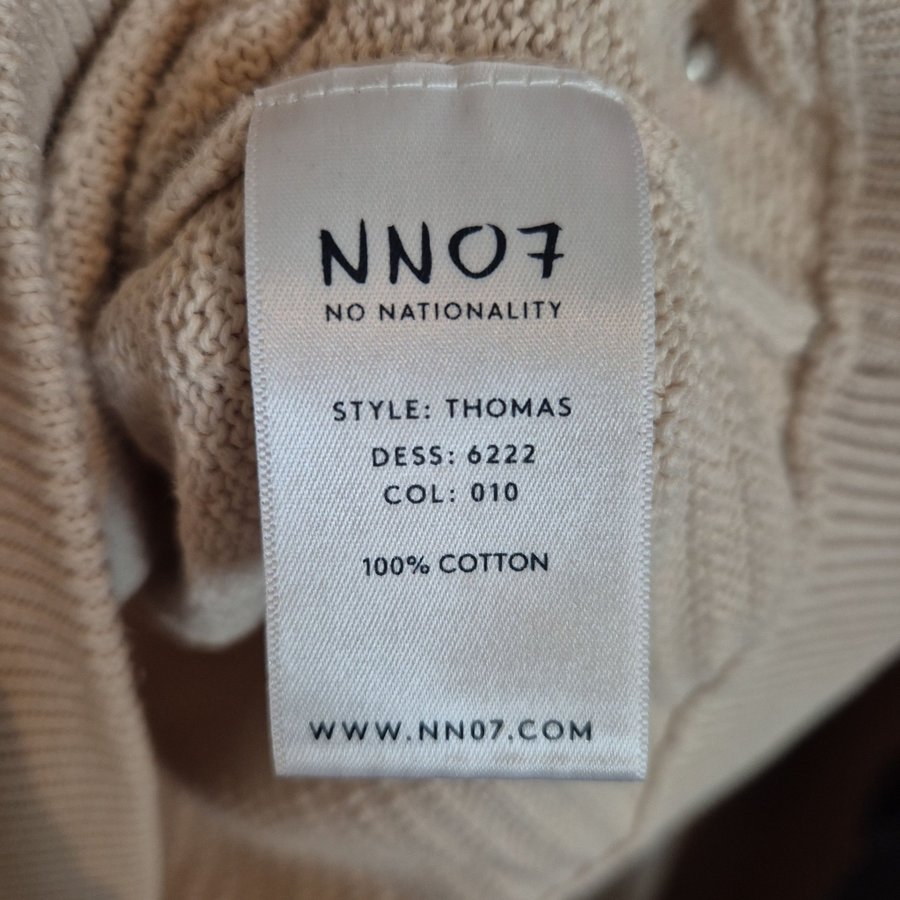 NN07
NO NATIONALITY
STYLE: THOMAS
DESS: 6222
COL: 010
100% COTTON
WWW.NN07.COM